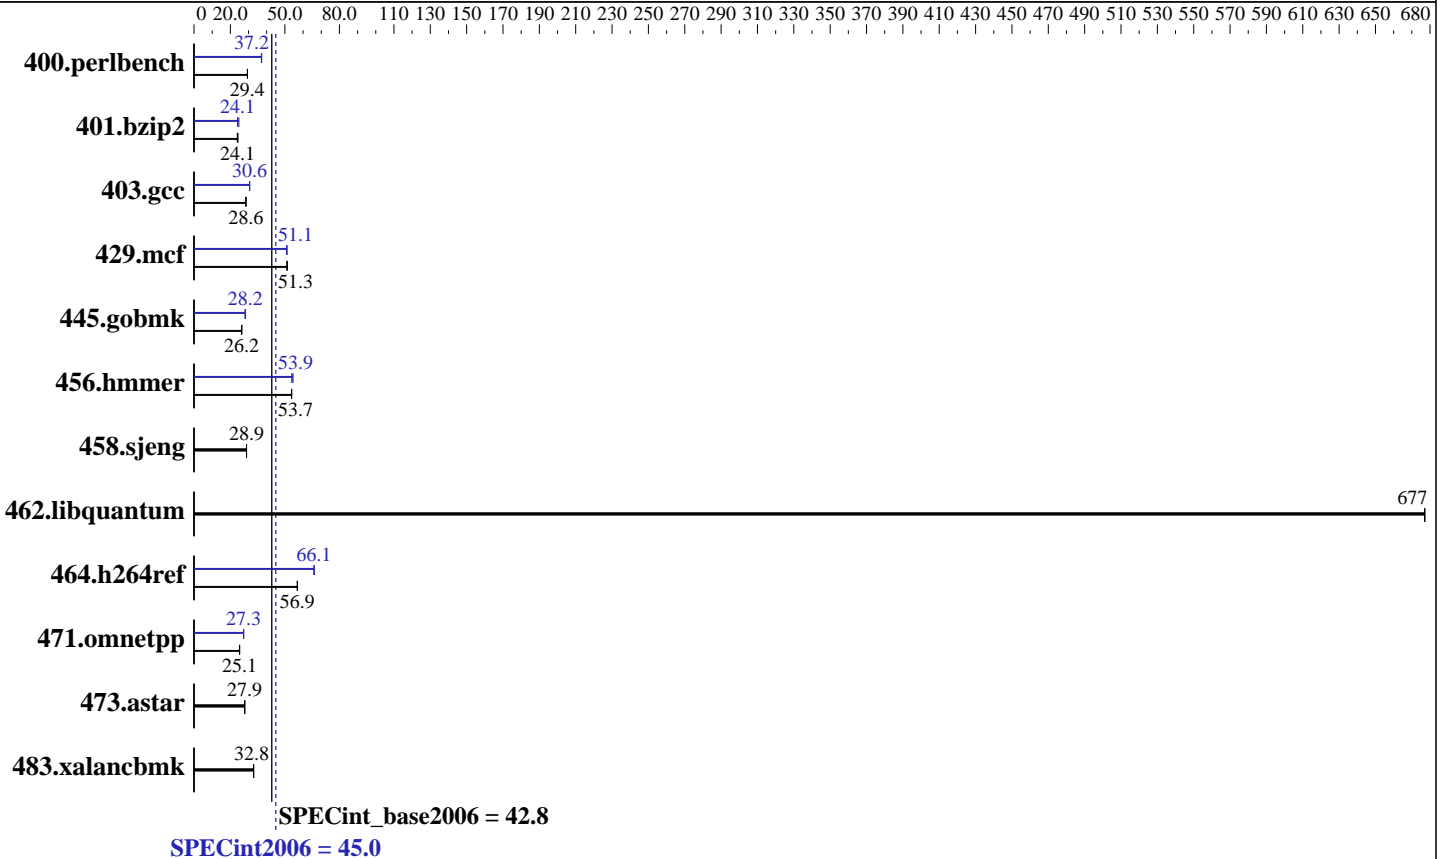 0 20.0 50.0 80.0 110 130 150 170 190 210 230 250 270 290 310 330 350 370 390 410 430 450 470 490 510 530 550 570 590 610 630 650 680
37.2
400.perlbench
29.4
24.1
401.bzip2
24.1
30.6
403.gcc
28.6
51.1
429.mcf
51.3
28.2
445.gobmk
26.2
53.9
456.hmmer
53.7
28.9
458.sjeng
677
462.libquantum
66.1
464.h264ref
56.9
27.3
471.omnetpp
25.1
27.9
473.astar
32.8
483.xalancbmk
SPECint_base2006 = 42.8
SPECint2006 = 45.0